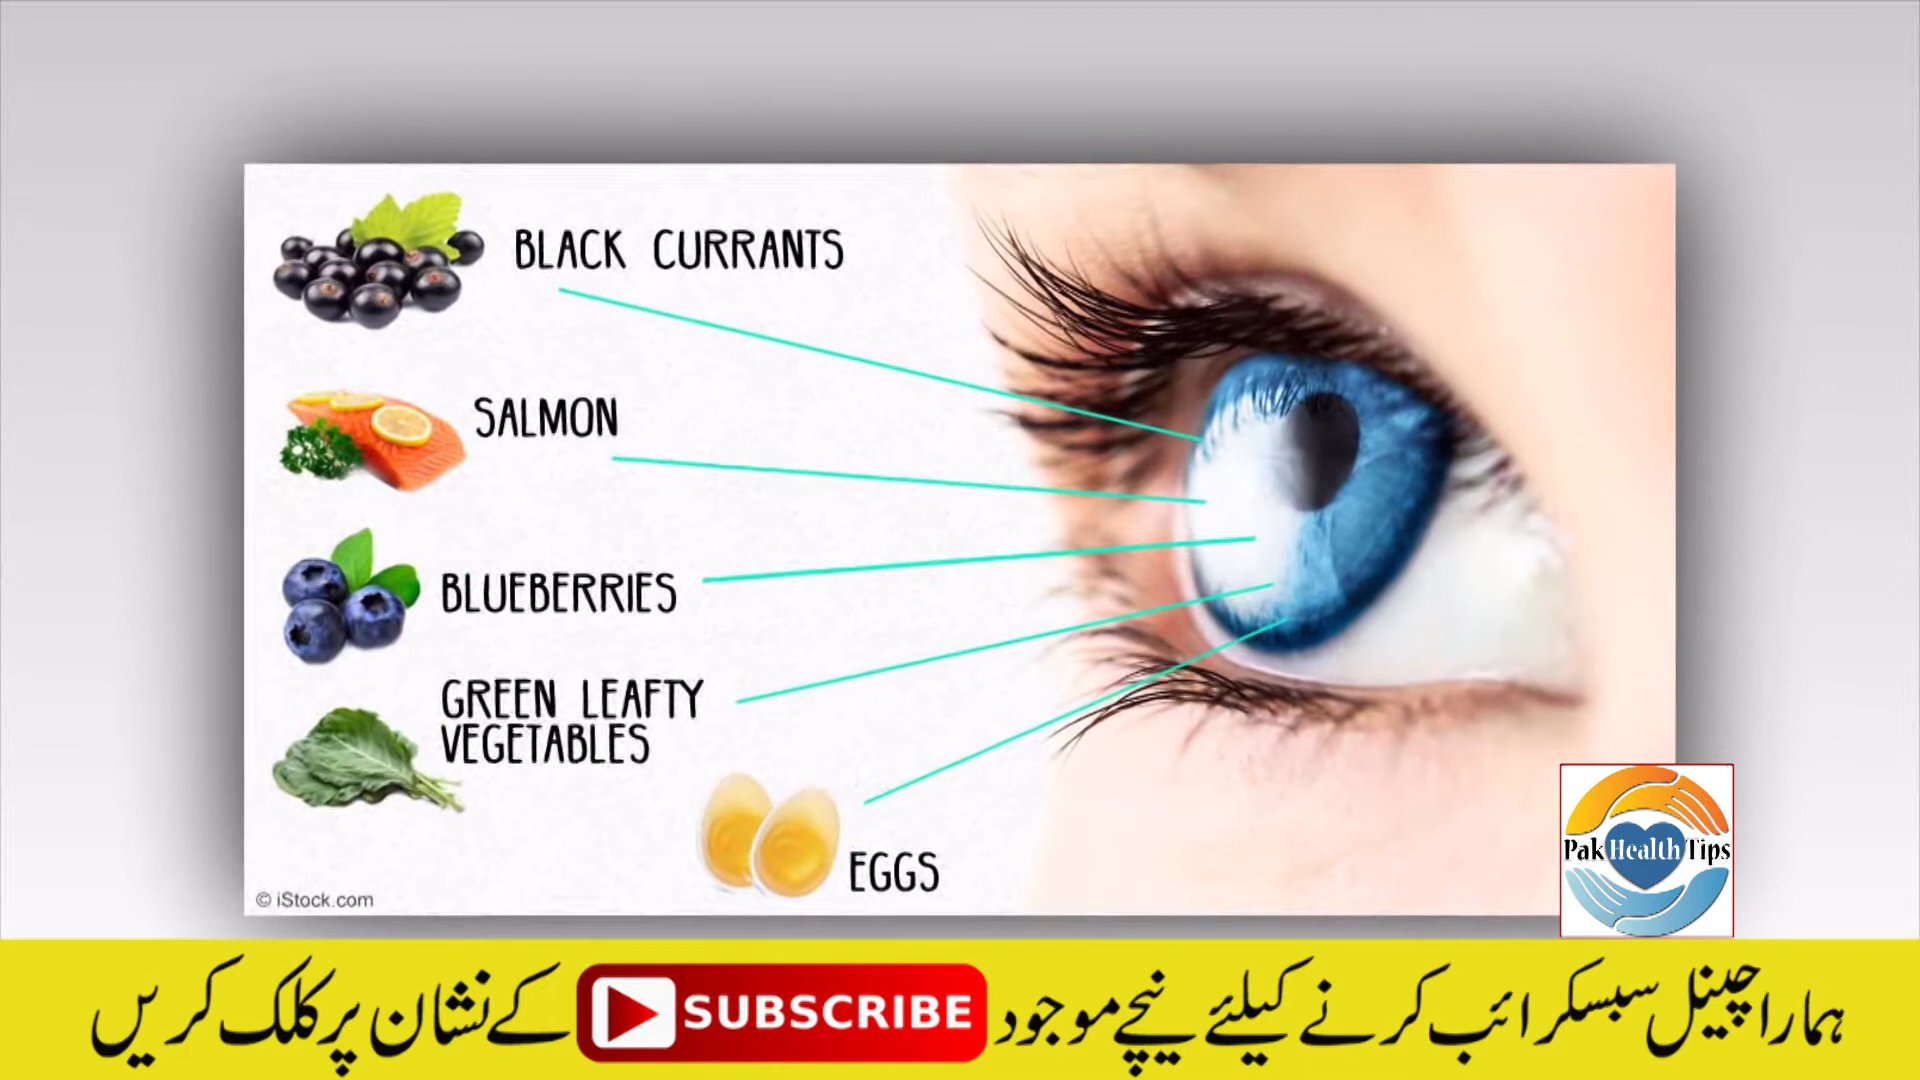 BLACK CURRANTS
SALMON
BLUEBERRIES
GREEN LEAFTY
VEGETABLES
EGGS
© iStock.com
Pak Health Tips
ہمارا چینل سبسکرائب کرنے کیلئے نیچے موجود SUBSCRIBE کے نشان پر کلک کریں